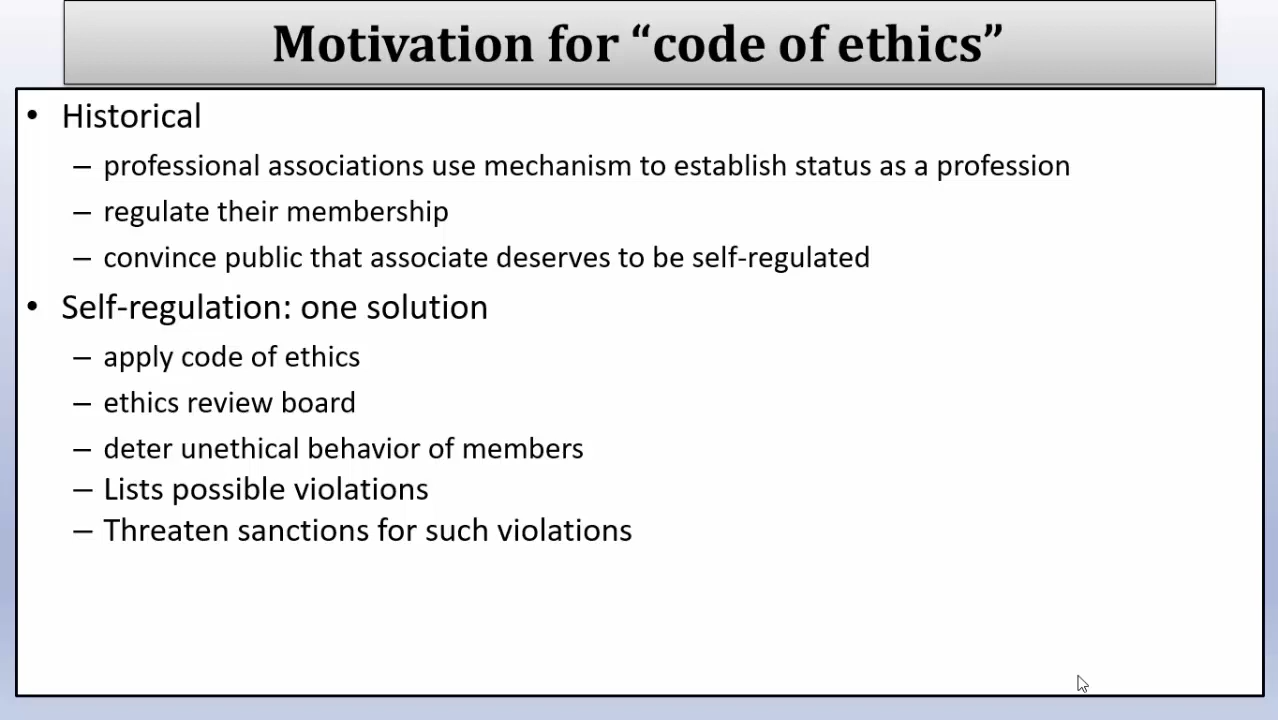 Motivation for “code of ethics”
• Historical
– professional associations use mechanism to establish status as a profession
– regulate their membership
– convince public that associate deserves to be self-regulated
• Self-regulation: one solution
– apply code of ethics
– ethics review board
– deter unethical behavior of members
– Lists possible violations
– Threaten sanctions for such violations